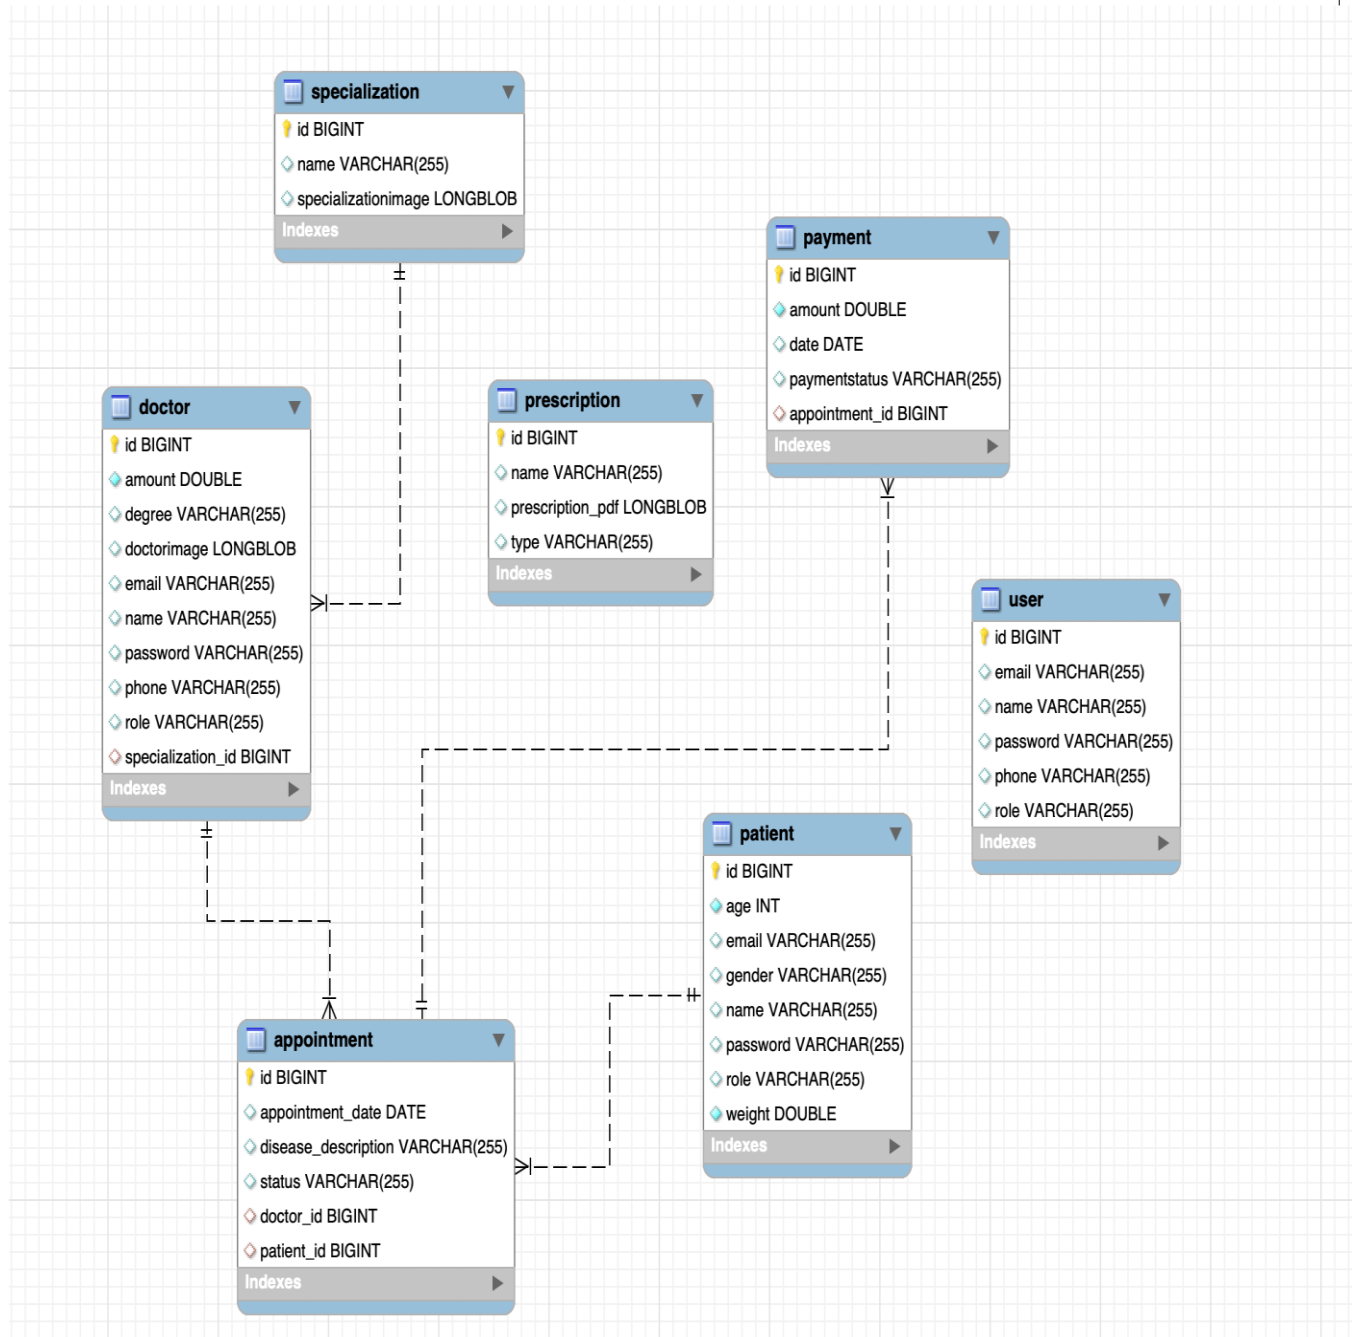 specialization
id BIGINT
name VARCHAR(255)
specializationimage LONGBLOB
Indexes
payment
id BIGINT
amount DOUBLE
date DATE
paymentstatus VARCHAR(255)
appointment_id BIGINT
Indexes
doctor
id BIGINT
amount DOUBLE
degree VARCHAR(255)
doctorimage LONGBLOB
email VARCHAR(255)
name VARCHAR(255)
password VARCHAR(255)
phone VARCHAR(255)
role VARCHAR(255)
specialization_id BIGINT
Indexes
prescription
id BIGINT
name VARCHAR(255)
prescription_pdf LONGBLOB
type VARCHAR(255)
Indexes
user
id BIGINT
email VARCHAR(255)
name VARCHAR(255)
password VARCHAR(255)
phone VARCHAR(255)
role VARCHAR(255)
Indexes
patient
id BIGINT
age INT
email VARCHAR(255)
gender VARCHAR(255)
name VARCHAR(255)
password VARCHAR(255)
role VARCHAR(255)
weight DOUBLE
Indexes
appointment
id BIGINT
appointment_date DATE
disease_description VARCHAR(255)
status VARCHAR(255)
doctor_id BIGINT
patient_id BIGINT
Indexes